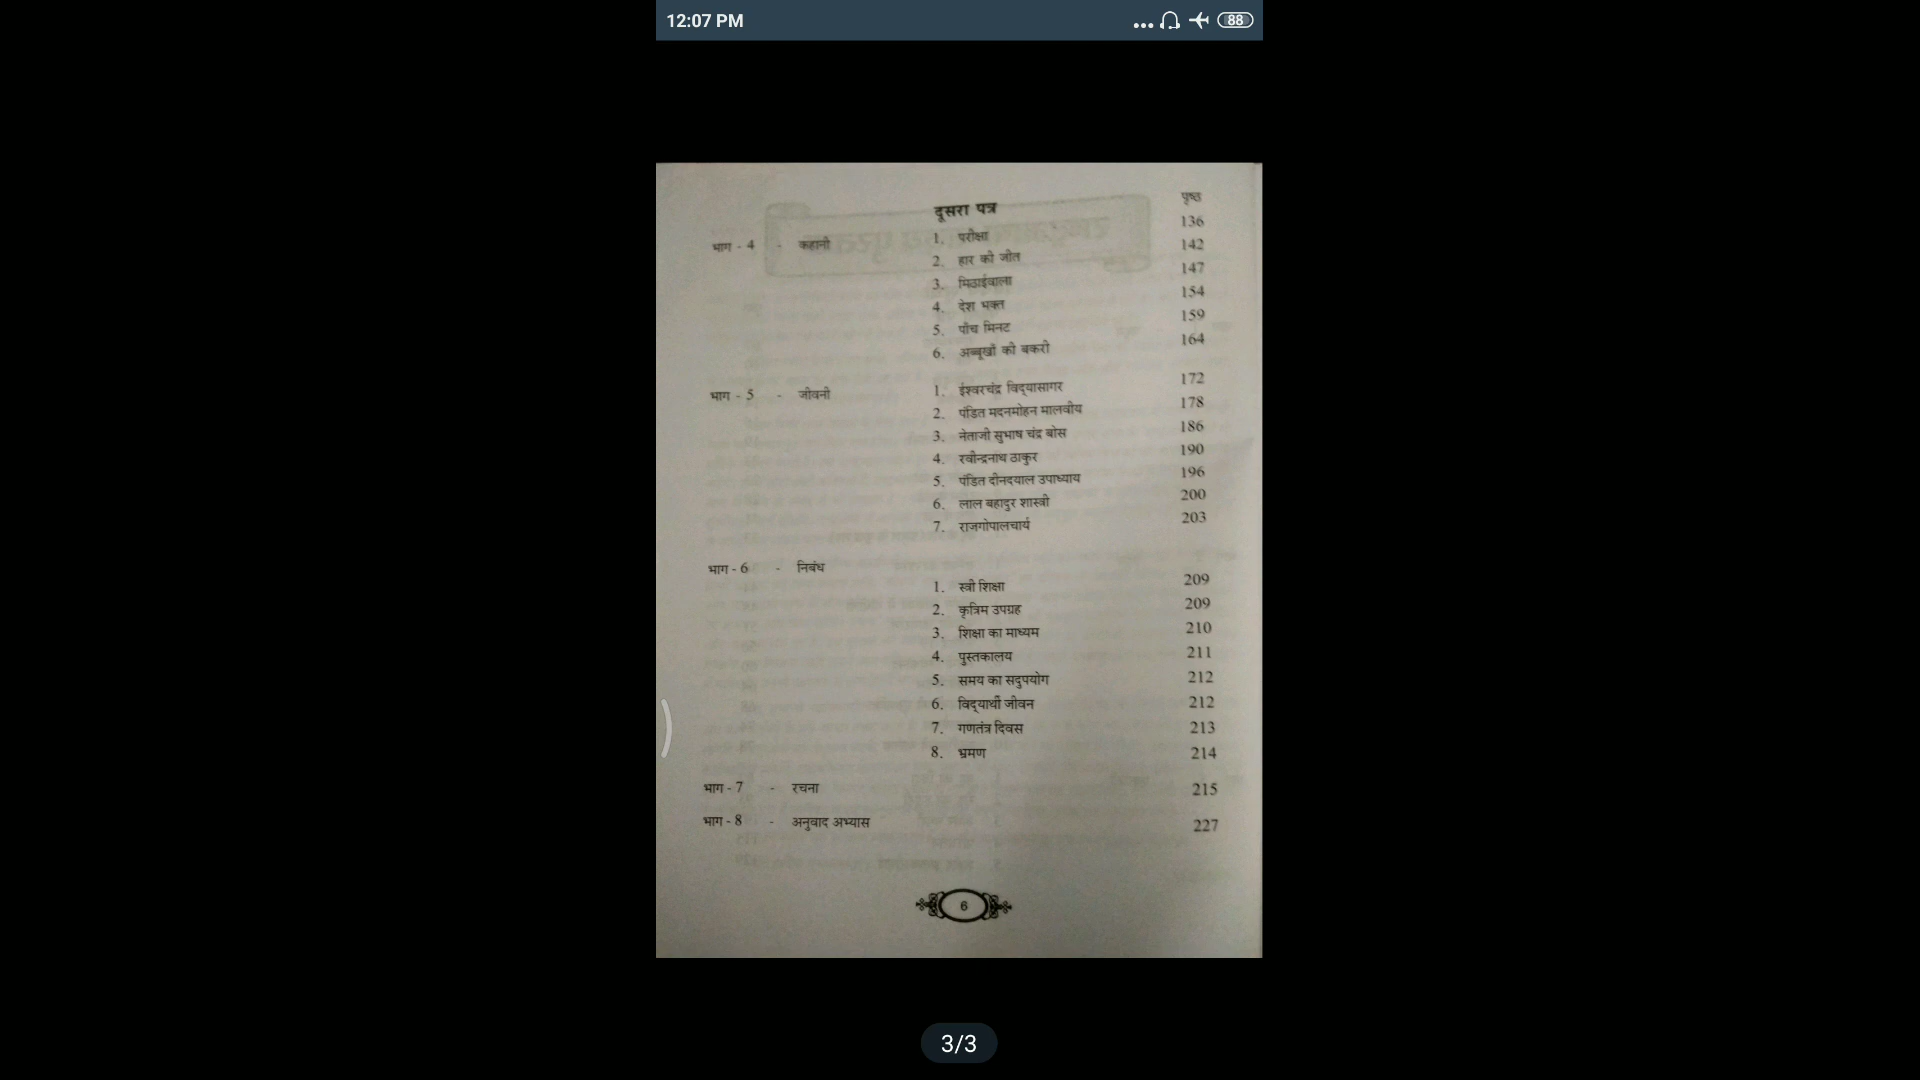 12:07 PM ... 88
दूसरा पत्र पृष्ठ
भाग - 4 - कहानी 1. परीक्षा 136
2. हार की जीत 142
3. मिठाईवाला 147
4. देश भक्त 154
5. पाँच मिनट 159
6. अब्बूखाँ की बकरी 164
भाग - 5 - जीवनी 1. ईश्वरचंद्र विद्यासागर 172
2. पंडित मदनमोहन मालवीय 178
3. नेताजी सुभाष चंद्र बोस 186
4. रवीन्द्रनाथ ठाकुर 190
5. पंडित दीनदयाल उपाध्याय 196
6. लाल बहादुर शास्त्री 200
7. राजगोपालचार्य 203
भाग - 6 - निबंध
1. स्त्री शिक्षा 209
2. कृत्रिम उपग्रह 209
3. शिक्षा का माध्यम 210
4. पुस्तकालय 211
5. समय का सदुपयोग 212
6. विद्यार्थी जीवन 212
7. गणतंत्र दिवस 213
8. भ्रमण 214
भाग - 7 - रचना 215
भाग - 8 - अनुवाद अभ्यास 227
6
3/3